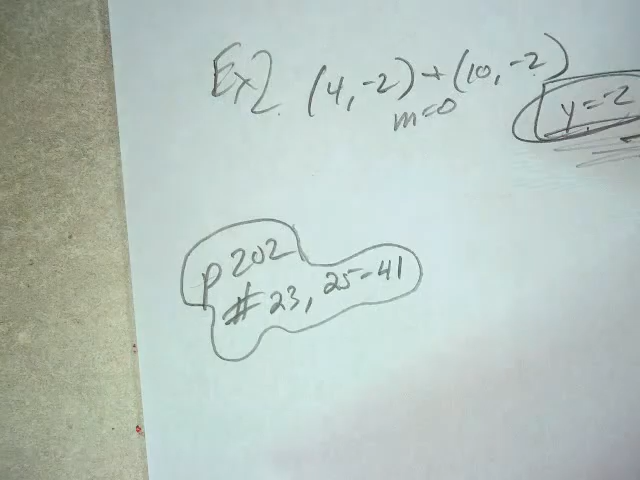 Ex2. (4,-2) + (10,-2)
m=0
y=-2
p 202
# 23, 25-41